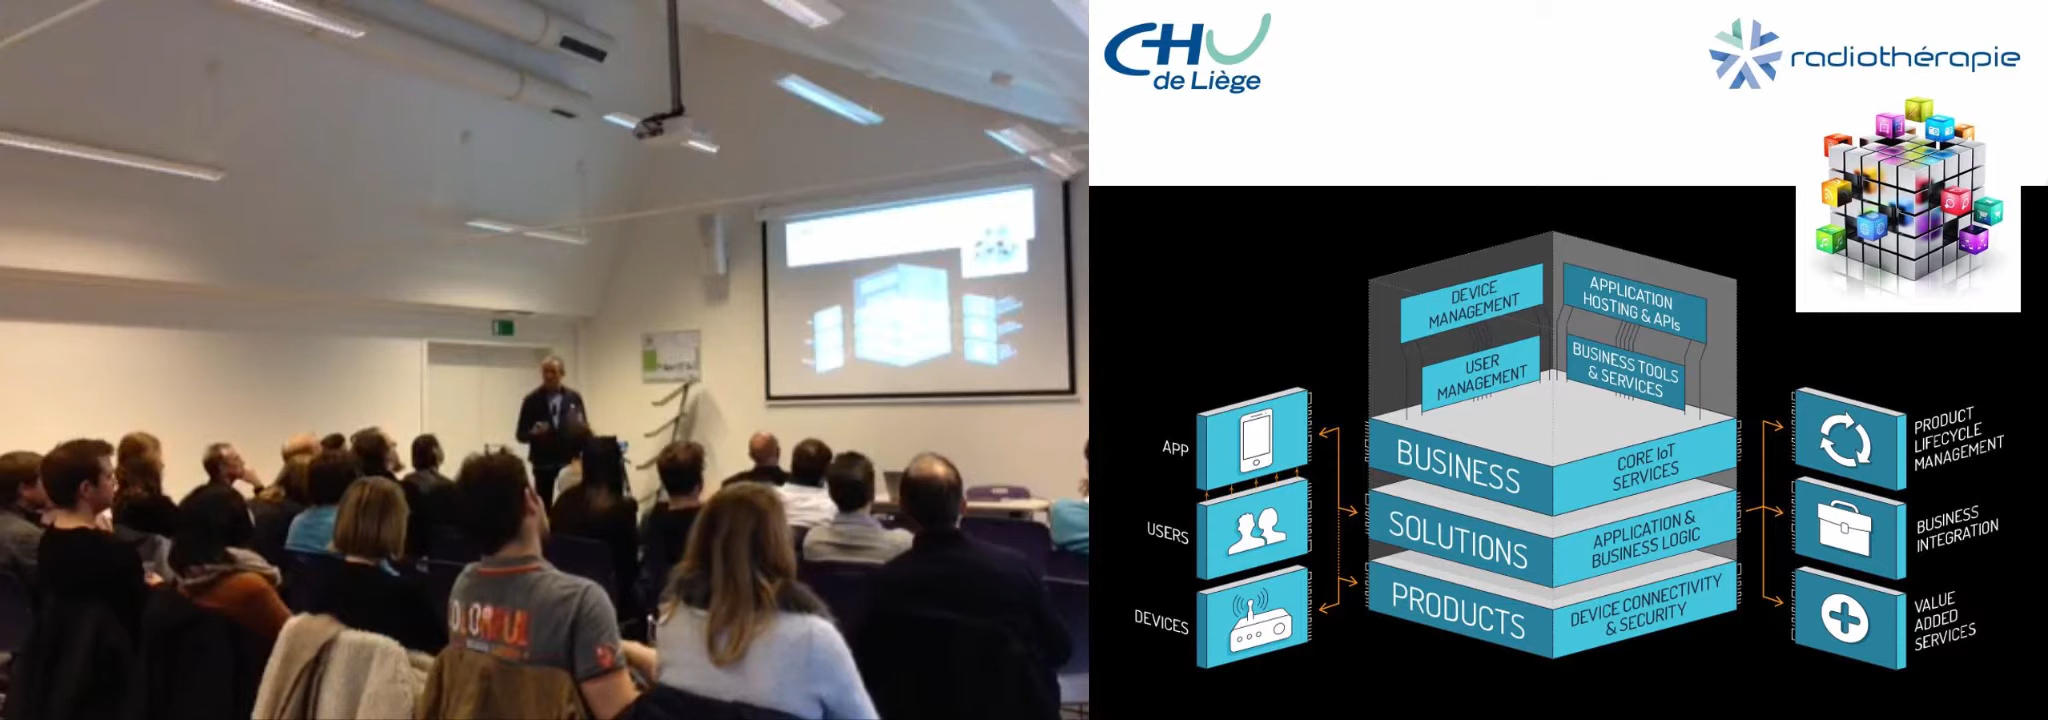 CHU
de Liège
radiothérapie
DEVICE
MANAGEMENT
APPLICATION
HOSTING & APIs
USER
MANAGEMENT
BUSINESS TOOLS
& SERVICES
APP
USERS
DEVICES
BUSINESS
CORE IoT
SERVICES
SOLUTIONS
APPLICATION &
BUSINESS LOGIC
PRODUCTS
DEVICE CONNECTIVITY
& SECURITY
PRODUCT
LIFECYCLE
MANAGEMENT
BUSINESS
INTEGRATION
VALUE
ADDED
SERVICES